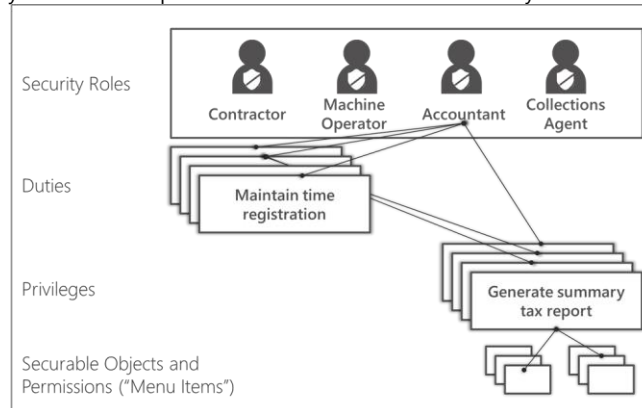 Security Roles
Contractor
Machine
Operator
Accountant
Collections
Agent
Duties
Maintain time
registration
Privileges
Generate summary
tax report
Securable Objects and
Permissions ("Menu Items")